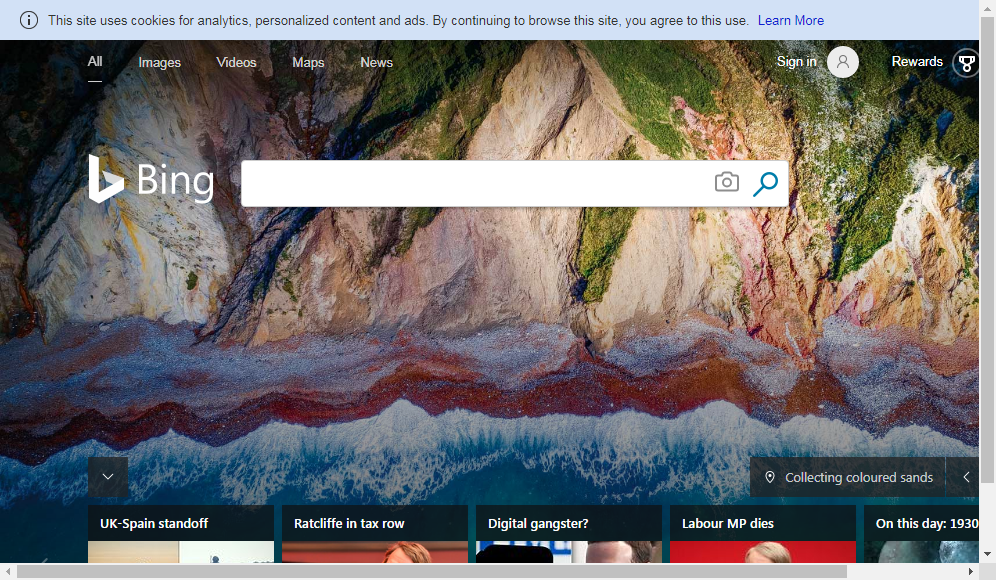 This site uses cookies for analytics, personalized content and ads. By continuing to browse this site, you agree to this use. Learn More
All Images Videos Maps News Sign in Rewards
Bing
Collecting coloured sands
UK-Spain standoff Ratcliffe in tax row Digital gangster? Labour MP dies On this day: 1930